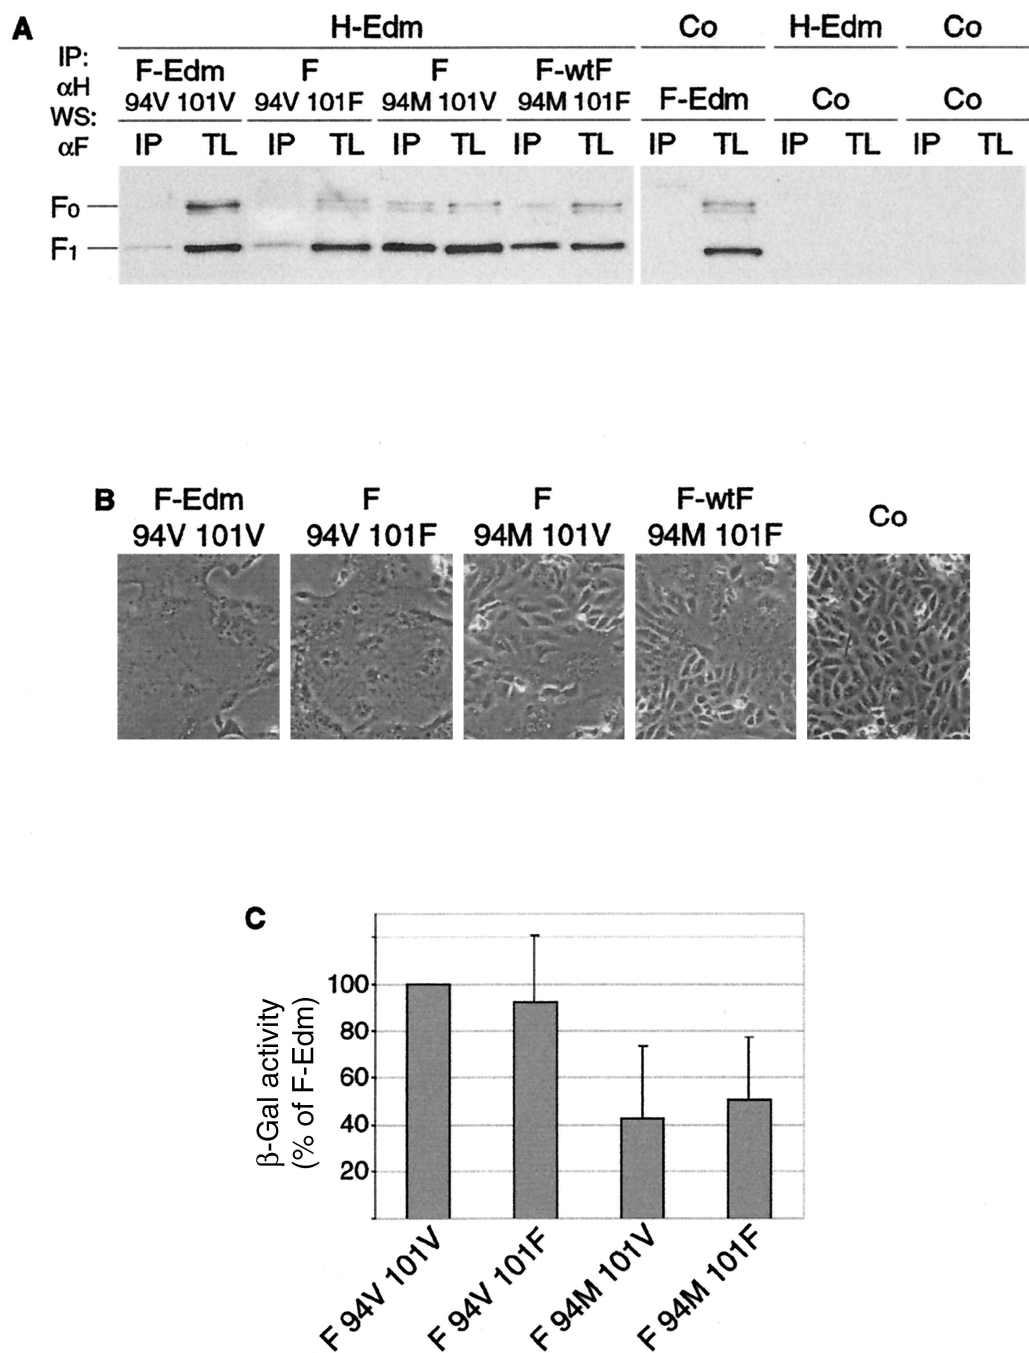 A
H-Edm Co H-Edm Co
IP:
αH
WS:
αF
F-Edm F F F-wtF
94V 101V 94V 101F 94M 101V 94M 101F F-Edm Co Co
IP TL IP TL IP TL IP TL IP TL IP TL IP TL
F0
F1
B
F-Edm F F F-wtF Co
94V 101V 94V 101F 94M 101V 94M 101F
C
β-Gal activity
(% of F-Edm)
100
80
60
40
20
F 94V 101V
F 94V 101F
F 94M 101V
F 94M 101F